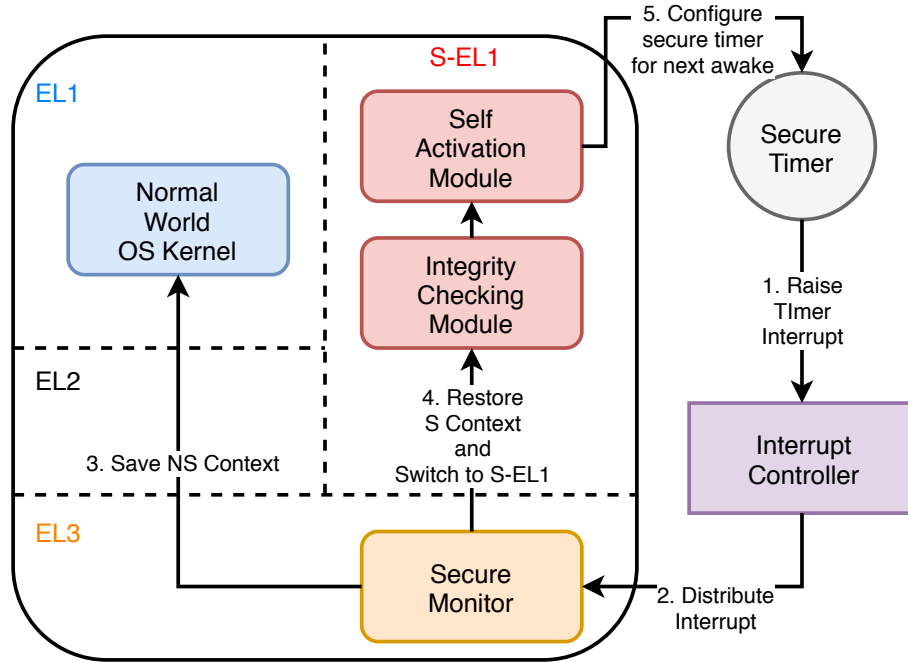 5. Configure
secure timer
for next awake
S-EL1
EL1
Self
Activation
Module
Secure
Timer
Normal
World
OS Kernel
Integrity
Checking
Module
1. Raise
TImer
Interrupt
EL2
4. Restore
S Context
and
Switch to S-EL1
3. Save NS Context
Interrupt
Controller
EL3
Secure
Monitor
2. Distribute
Interrupt